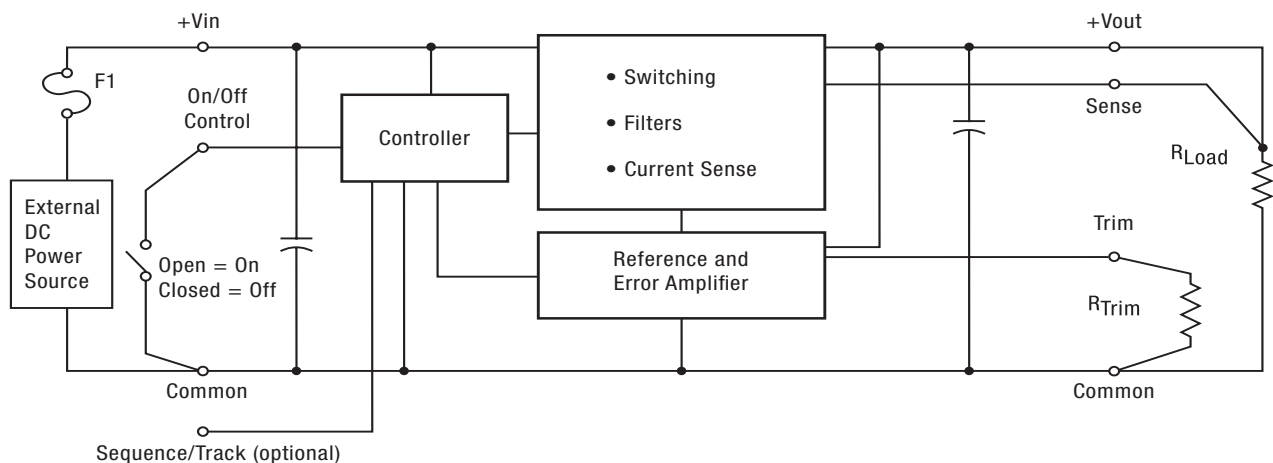 +Vin
+Vout
F1
On/Off
Control
Controller
• Switching
• Filters
• Current Sense
Sense
RLoad
External
DC
Power
Source
Open = On
Closed = Off
Reference and
Error Amplifier
Trim
RTrim
Common
Common
Sequence/Track (optional)